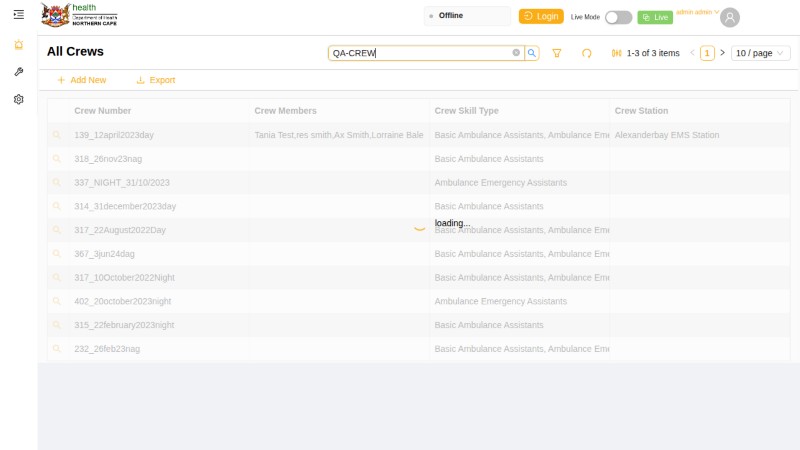 health
Department of Health
NORTHERN CAPE
Offline
Login
Live Mode
Live
admin admin
All Crews
QA-CREW
1-3 of 3 items
1
10 / page
Add New
Export
Crew Number Crew Members Crew Skill Type Crew Station
139_12april2023day Tania Test,res smith,Ax Smith,Lorraine Bale Basic Ambulance Assistants, Ambulance Eme Alexanderbay EMS Station
318_26nov23nag Basic Ambulance Assistants
337_NIGHT_31/10/2023 Ambulance Emergency Assistants
314_31december2023day Basic Ambulance Assistants
loading...
317_22August2022Day Basic Ambulance Assistants, Ambulance Eme
367_3jun24dag Basic Ambulance Assistants, Ambulance Eme
317_10October2022Night Basic Ambulance Assistants, Ambulance Eme
402_20october2023night Ambulance Emergency Assistants
315_22february2023night Basic Ambulance Assistants
232_26feb23nag Basic Ambulance Assistants, Ambulance Eme